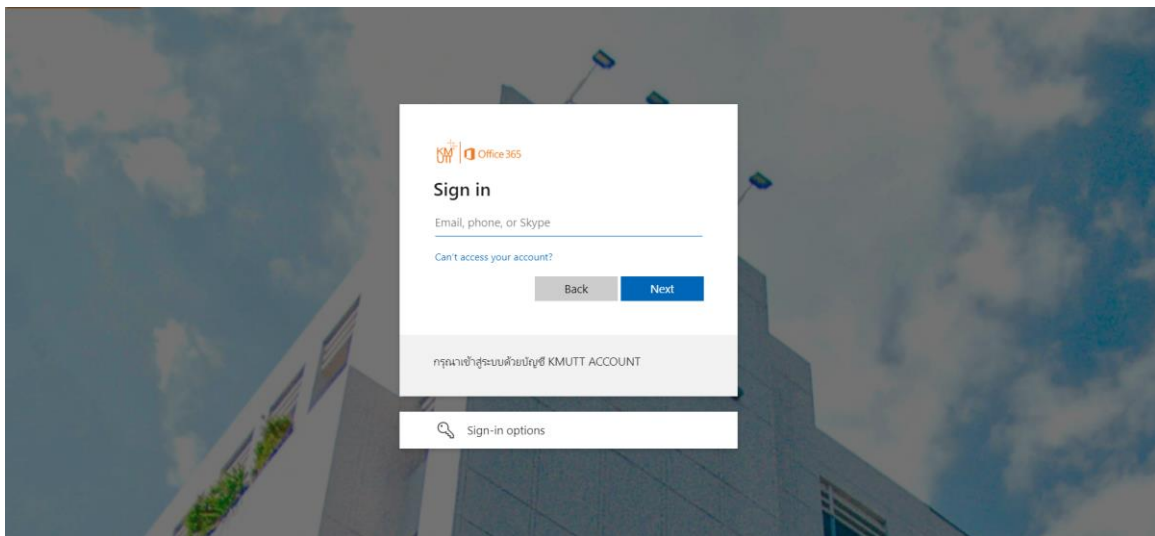 KMUTT Office 365
Sign in
Email, phone, or Skype
Can't access your account?
Back Next
กรุณาเข้าสู่ระบบด้วยบัญชี KMUTT ACCOUNT
Sign-in options